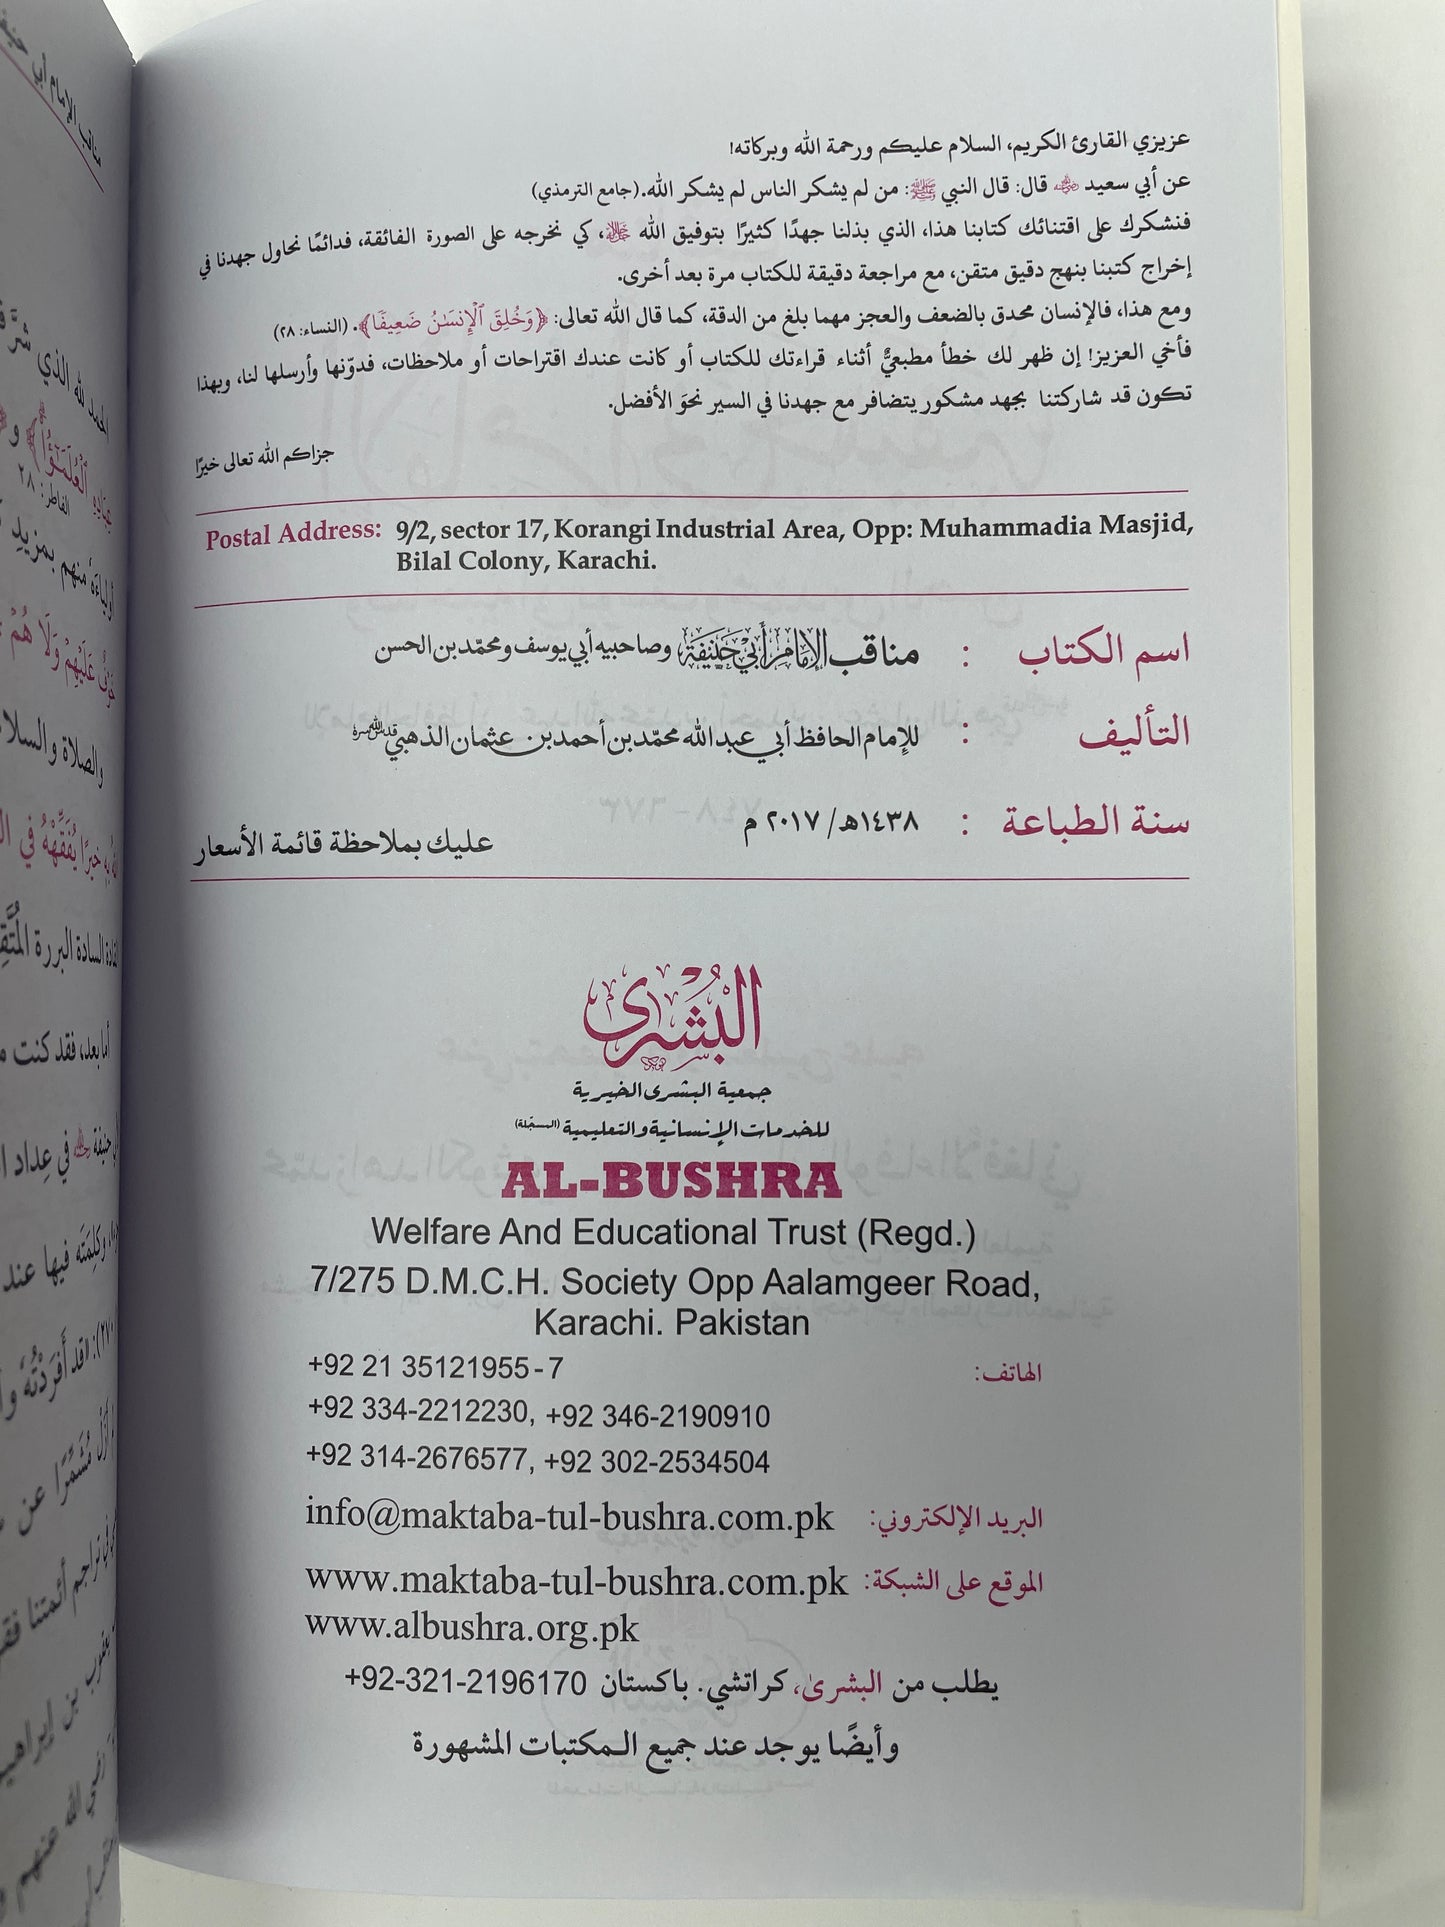 عزيزي القارئ الكريم، السلام عليكم ورحمة الله وبركاته!
عن أبي سعيد رضي الله عنه قال: قال النبي ﷺ: من لم يشكر الناس لم يشكر الله. (جامع الترمذي)
فنشكرك على اقتنائك كتابنا هذا، الذي بذلنا جهدًا كثيرًا بتوفيق الله ﷻ، كي نخرجه على الصورة الفائقة، فدائمًا نحاول جهدنا في
إخراج كتبنا بنهج دقيق متقن، مع مراجعة دقيقة للكتاب مرة بعد أخرى.
ومع هذا، فالإنسان محدق بالضعف والعجز مهما بلغ من الدقة، كما قال الله تعالى: ﴿وَخُلِقَ ٱلْإِنسَٰنُ ضَعِيفًا﴾. (النساء: ٢٨)
فأخي العزيز! إن ظهر لك خطأ مطبعيٌّ أثناء قراءتك للكتاب أو كانت عندك اقتراحات أو ملاحظات، فدوّنها وأرسلها لنا، وبهذا
تكون قد شاركتنا بجهد مشكور يتضافر مع جهدنا في السير نحوَ الأفضل.
جزاكم الله تعالى خيرًا
Postal Address: 9/2, sector 17, Korangi Industrial Area, Opp: Muhammadia Masjid,
Bilal Colony, Karachi.
اسم الكتاب : مناقب الإمام أبي حنيفة وصاحبيه أبي يوسف ومحمّد بن الحسن
التأليف : للإمام الحافظ أبي عبد الله محمّد بن أحمد بن عثمان الذهبي
سنة الطباعة : ١٤٣٨ه/ ٢٠١٧ م
عليك بملاحظة قائمة الأسعار
البُشرى
جمعية البشرى الخيرية
للخدمات الإنسانية والتعليمية (المسجّلة)
AL-BUSHRA
Welfare And Educational Trust (Regd.)
7/275 D.M.C.H. Society Opp Aalamgeer Road,
Karachi. Pakistan
الهاتف: +92 21 35121955-7
+92 334-2212230, +92 346-2190910
+92 314-2676577, +92 302-2534504
البريد الإلكتروني: info@maktaba-tul-bushra.com.pk
الموقع على الشبكة: www.maktaba-tul-bushra.com.pk
www.albushra.org.pk
يطلب من البشرىٰ، كراتشي. باكستان +92-321-2196170
وأيضًا يوجد عند جميع المكتبات المشهورة